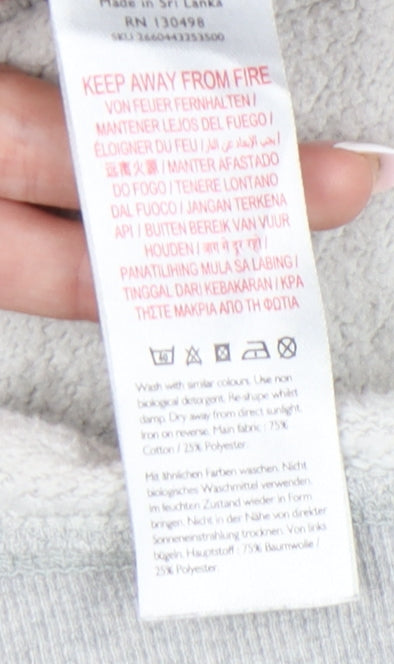 Made in Sri Lanka
RN 130498
SKU 2660443253500
KEEP AWAY FROM FIRE
VON FEUER FERNHALTEN /
MANTENER LEJOS DEL FUEGO /
ÉLOIGNER DU FEU / يجب الإبعاد عن النار /
远离火源 / MANTER AFASTADO
DO FOGO / TENERE LONTANO
DAL FUOCO / JANGAN TERKENA
API / BUITEN BEREIK VAN VUUR
HOUDEN / आग से दूर रखें /
PANATILIHING MULA SA LABING /
TINGGAL DARI KEBAKARAN / ΚΡΑ
ΤΗΣΤΕ ΜΑΚΡΙΑ ΑΠΟ ΤΗ ΦΩΤΙΑ
40
Wash with similar colours. Use non
biological detergent. Re-shape whilst
damp. Dry away from direct sunlight.
Iron on reverse. Main fabric : 75%
Cotton / 25% Polyester.
Mit ähnlichen Farben waschen. Nicht
biologisches Waschmittel verwenden.
Im feuchten Zustand wieder in Form
bringen. Nicht in der Nähe von direkter
Sonneneinstrahlung trocknen. Von links
bügeln. Hauptstoff : 75% Baumwolle /
25% Polyester.